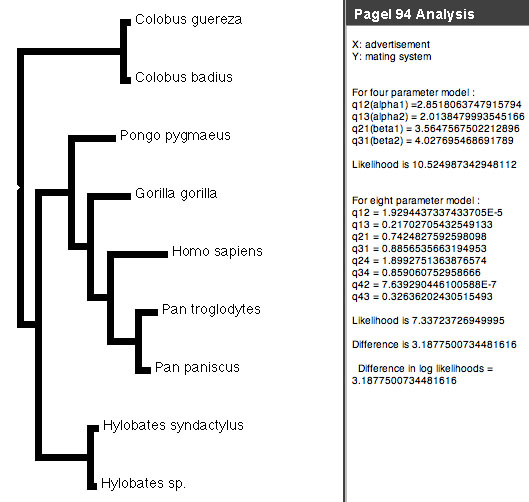 Colobus guereza
Colobus badius
Pongo pygmaeus
Gorilla gorilla
Homo sapiens
Pan troglodytes
Pan paniscus
Hylobates syndactylus
Hylobates sp.
Pagel 94 Analysis
X: advertisement
Y: mating system
For four parameter model :
q12(alpha1) =2.8518063747915794
q13(alpha2) = 2.0138479993545166
q21(beta1) = 3.5647567502212896
q31(beta2) = 4.027695468691789
Likelihood is 10.524987342948112
For eight parameter model :
q12 = 1.9294437337433705E-5
q13 = 0.21702705432549133
q21 = 0.7424827592598098
q31 = 0.8856535663194953
q24 = 1.8992751363876574
q34 = 0.859060752958666
q42 = 7.639290446100588E-7
q43 = 0.32636202430515493
Likelihood is 7.33723726949995
Difference is 3.1877500734481616
Difference in log likelihoods =
3.1877500734481616